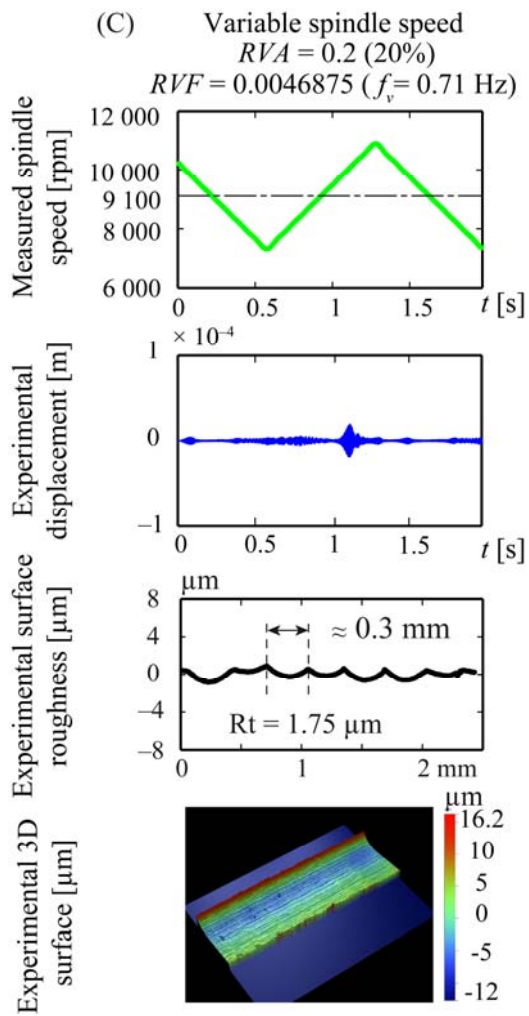 (C) Variable spindle speed
RVA = 0.2 (20%)
RVF = 0.0046875 ( fv = 0.71 Hz)
Measured spindle
speed [rpm]
12 000
10 000
9 100
8 000
6 000
0 0.5 1 1.5 t [s]
Experimental
displacement [m]
× 10–4
1
0
–1
0 0.5 1 1.5 t [s]
Experimental surface
roughness [µm]
µm
8
4
0
–4
–8
≈ 0.3 mm
Rt = 1.75 µm
0 1 2 mm
Experimental 3D
surface [µm]
µm
16.2
10
5
0
-5
-12